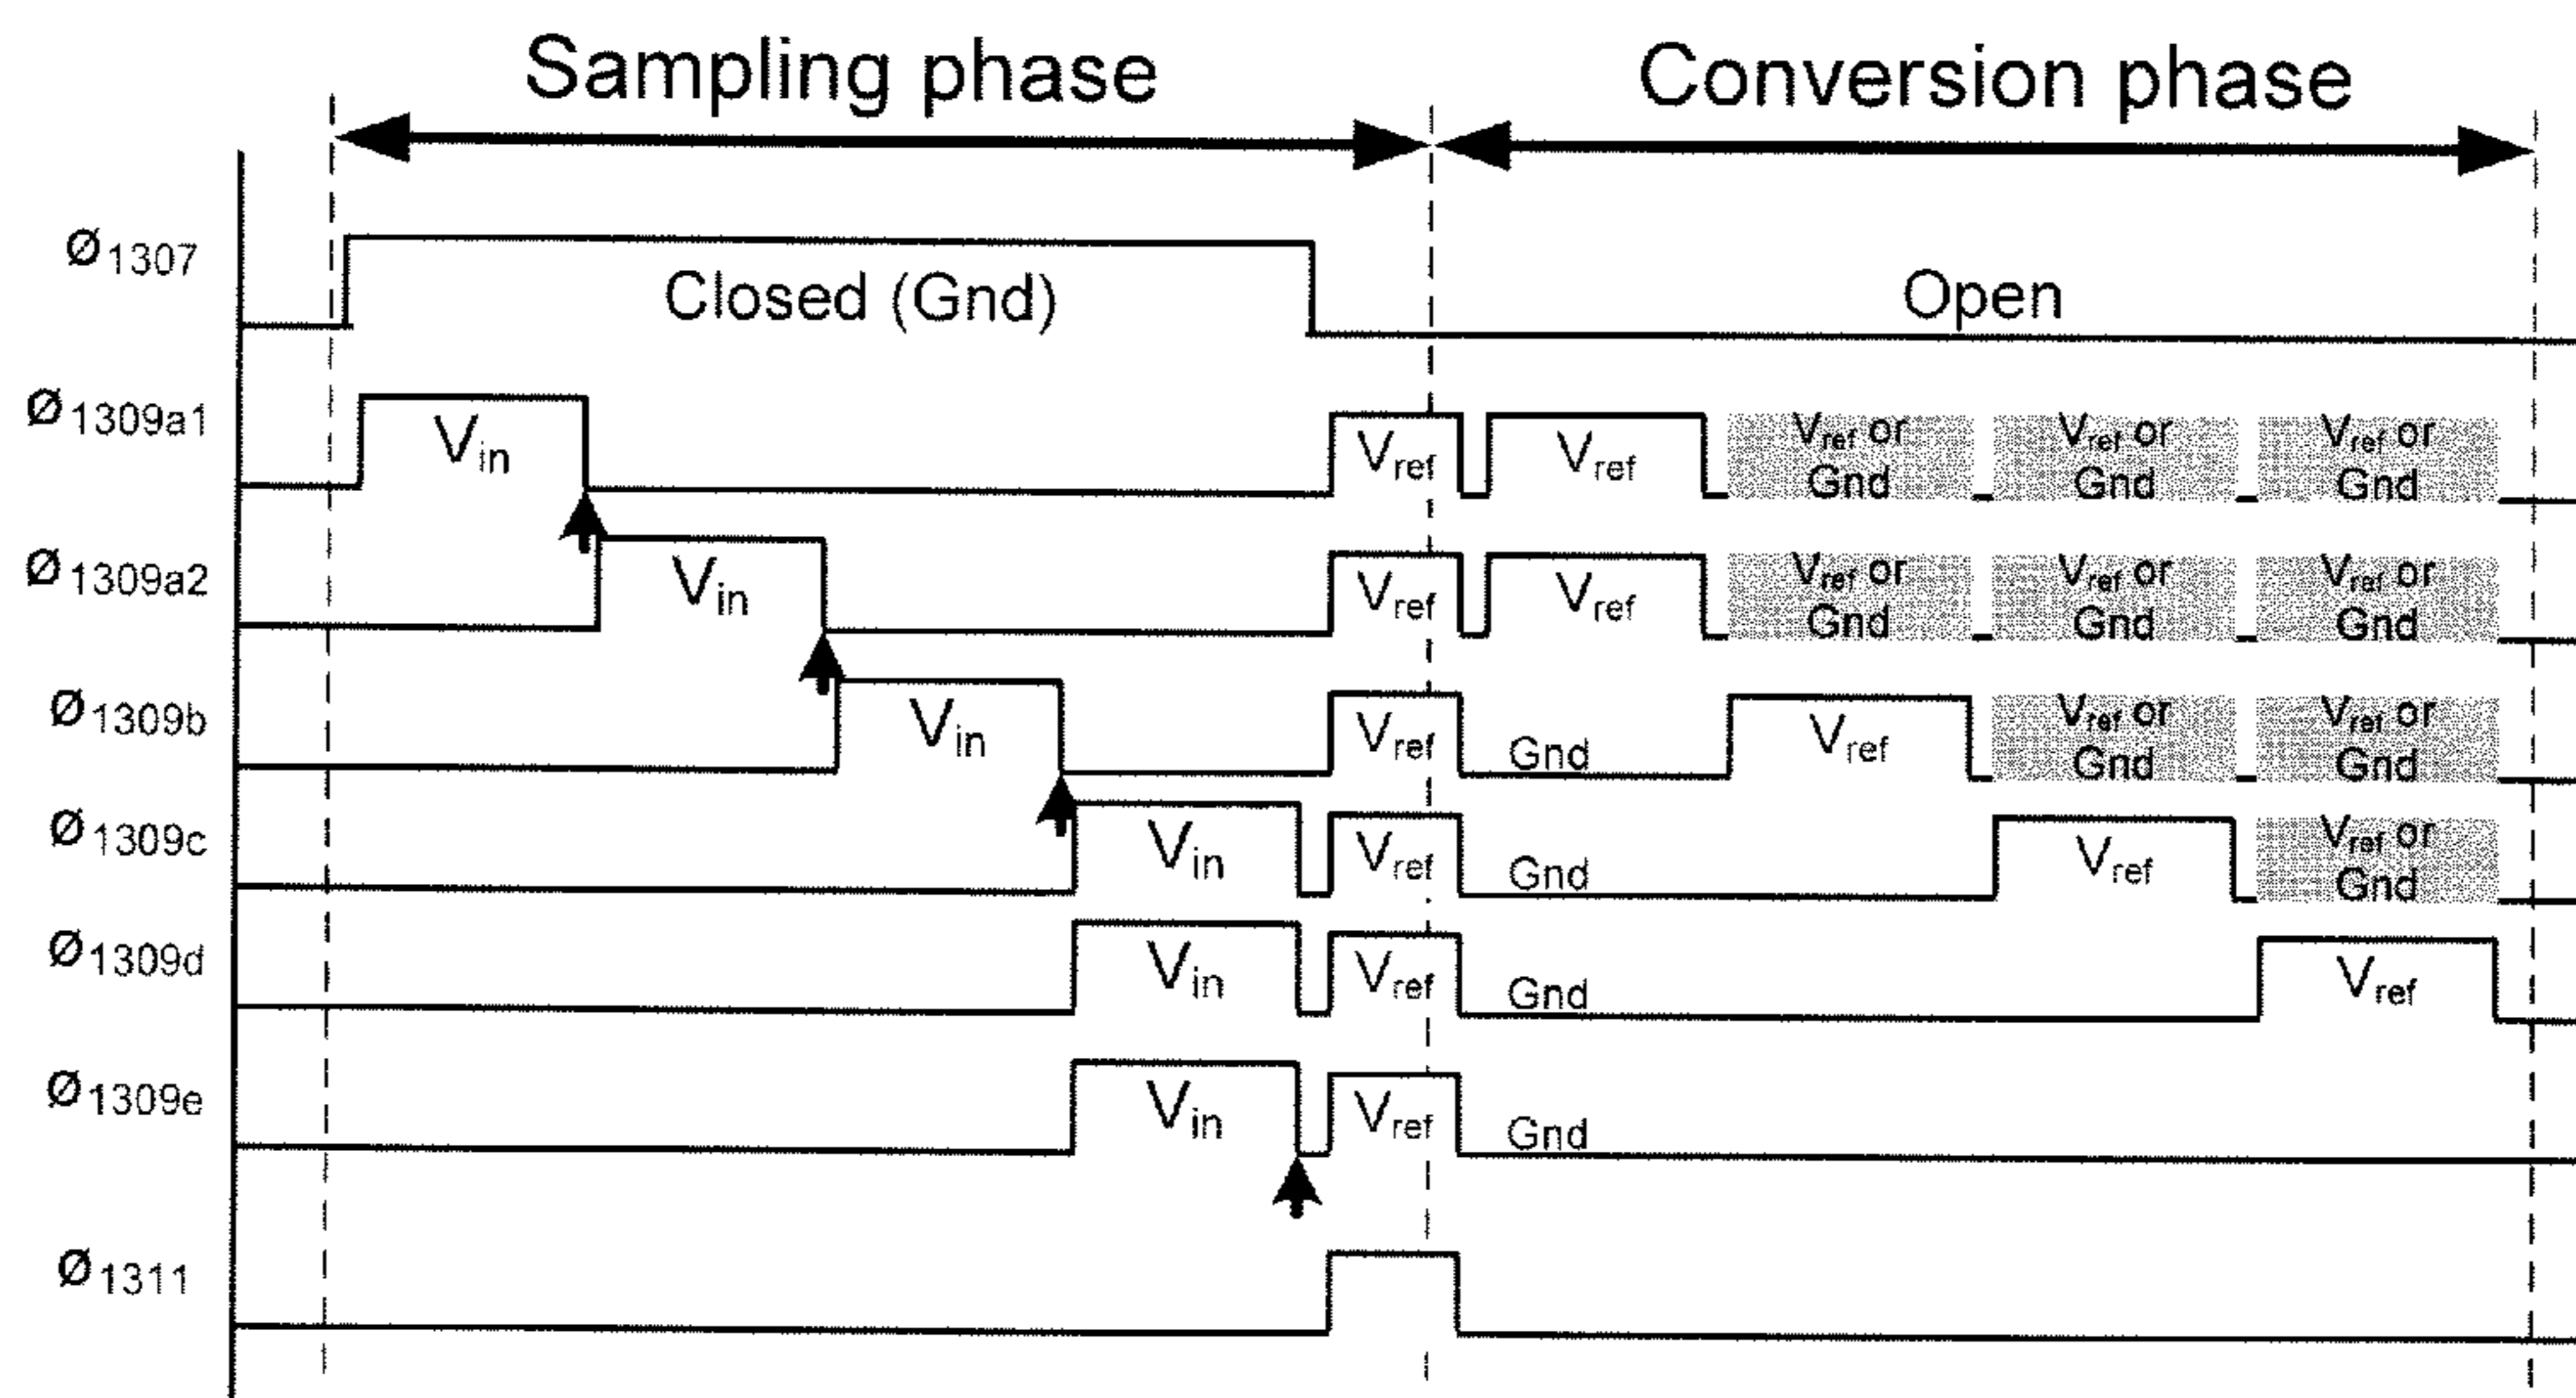 Sampling phase Conversion phase
Ø1307 Closed (Gnd) Open
Ø1309a1 Vin Vref Vref Vref or Gnd Vref or Gnd Vref or Gnd
Ø1309a2 Vin Vref Vref Vref or Gnd Vref or Gnd Vref or Gnd
Ø1309b Vin Vref Gnd Vref Vref or Gnd Vref or Gnd
Ø1309c Vin Vref Gnd Vref Vref or Gnd
Ø1309d Vin Vref Gnd Vref
Ø1309e Vin Vref Gnd
Ø1311